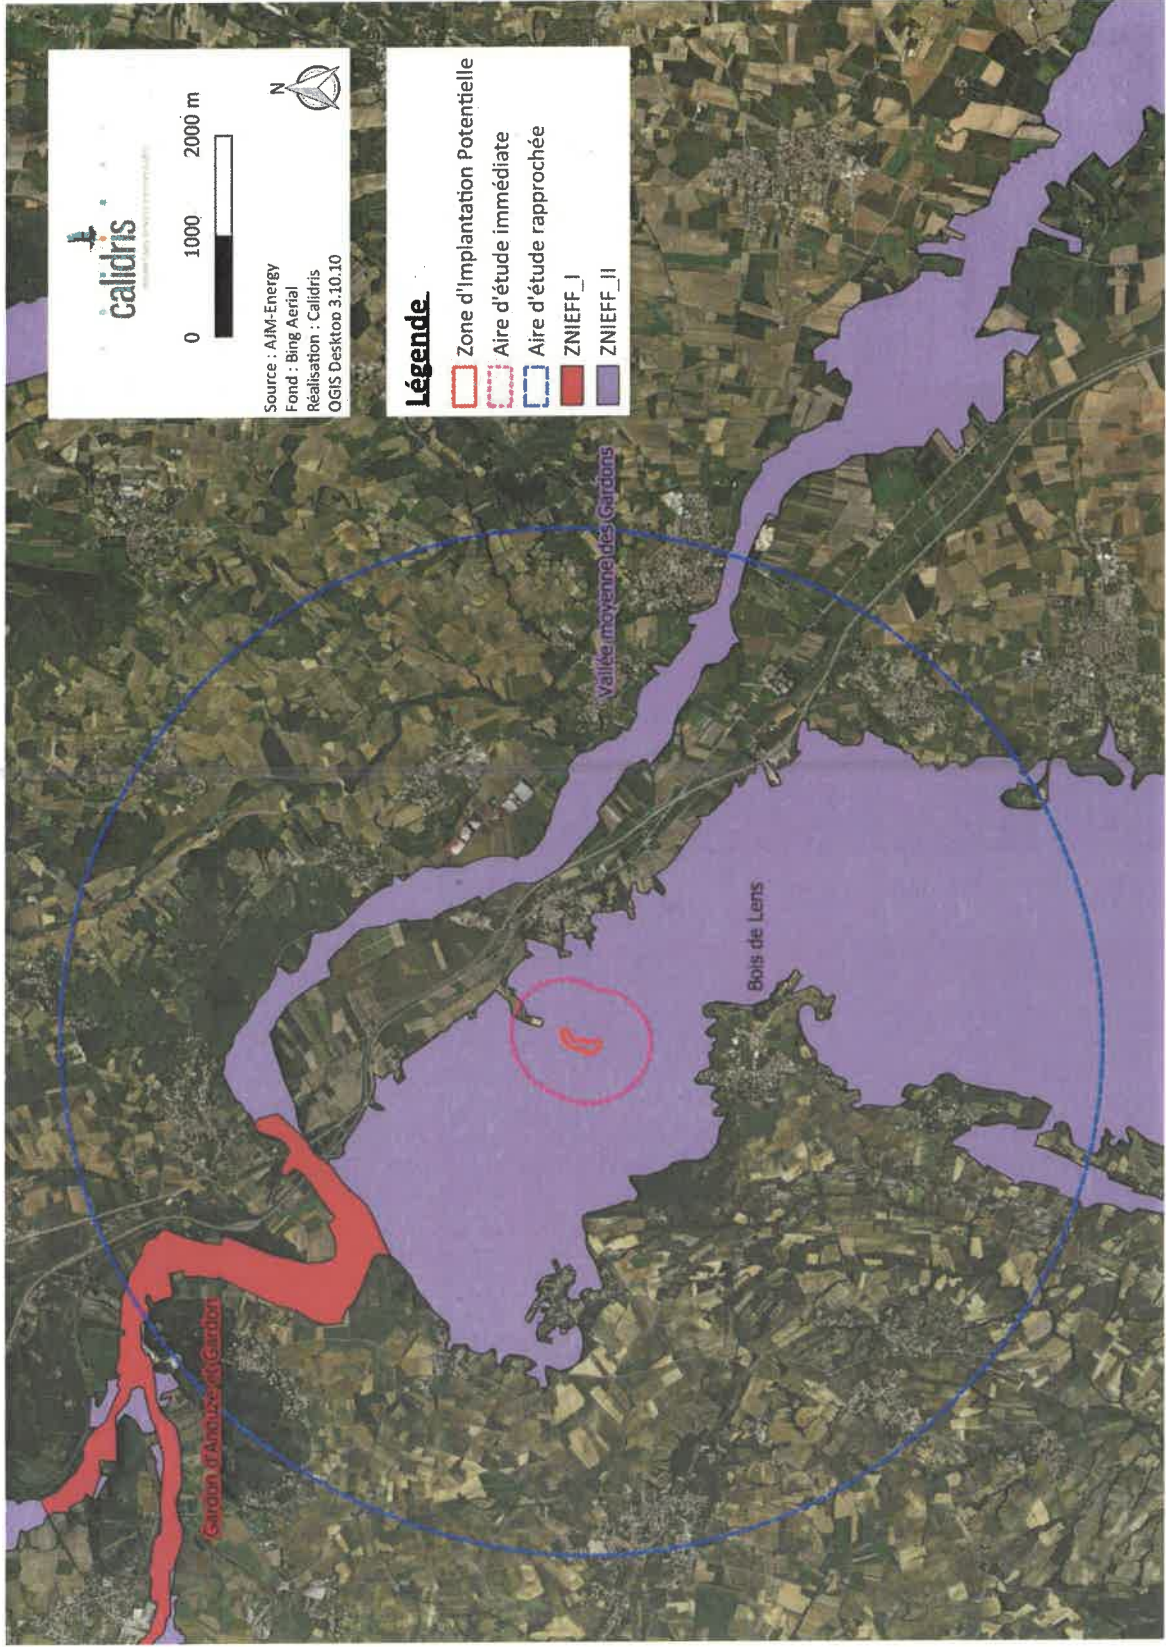 calidris
N
0 1000 2000 m
Source : AJM-Energy
Fond : Bing Aerial
Réalisation : Calidris
QGIS Desktop 3.10.10
Légende
Zone d'Implantation Potentielle
Aire d'étude immédiate
Aire d'étude rapprochée
ZNIEFF_I
ZNIEFF_II
Vallée moyenne des Gardons
Bois de Lens
Gardon d'Anduze et Gardon